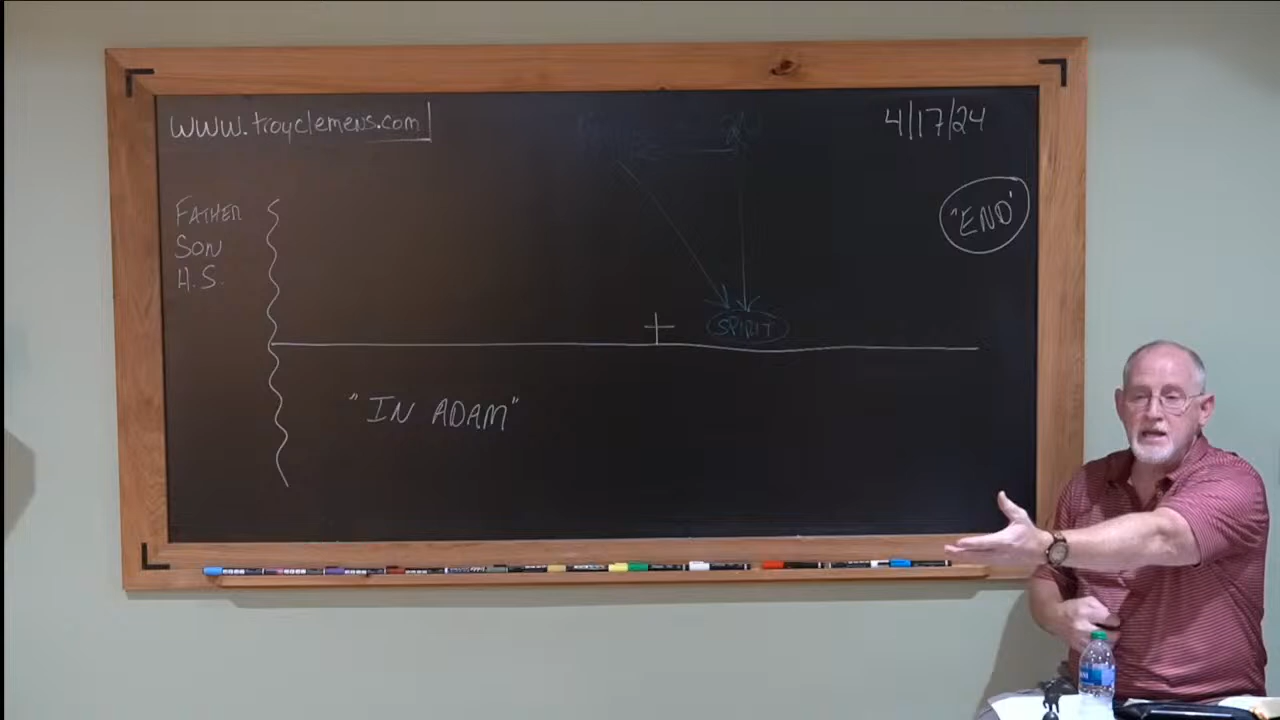 www.troyclemens.com
4/17/24
FATHER
SON
H.S.
"END"
SPIRIT
"IN ADAM"